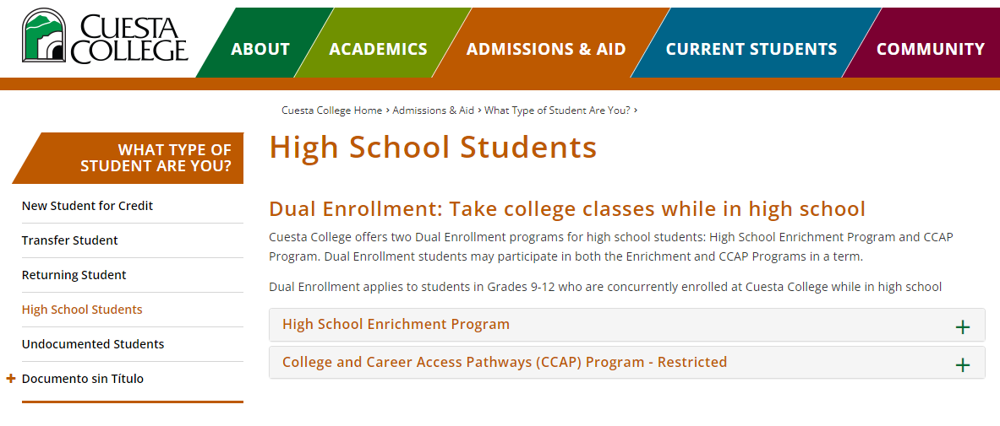 CUESTA
COLLEGE
ABOUT
ACADEMICS
ADMISSIONS & AID
CURRENT STUDENTS
COMMUNITY
Cuesta College Home › Admissions & Aid › What Type of Student Are You? ›
WHAT TYPE OF
STUDENT ARE YOU?
New Student for Credit
Transfer Student
Returning Student
High School Students
Undocumented Students
Documento sin Título
High School Students
Dual Enrollment: Take college classes while in high school
Cuesta College offers two Dual Enrollment programs for high school students: High School Enrichment Program and CCAP
Program. Dual Enrollment students may participate in both the Enrichment and CCAP Programs in a term.
Dual Enrollment applies to students in Grades 9-12 who are concurrently enrolled at Cuesta College while in high school
High School Enrichment Program
College and Career Access Pathways (CCAP) Program - Restricted